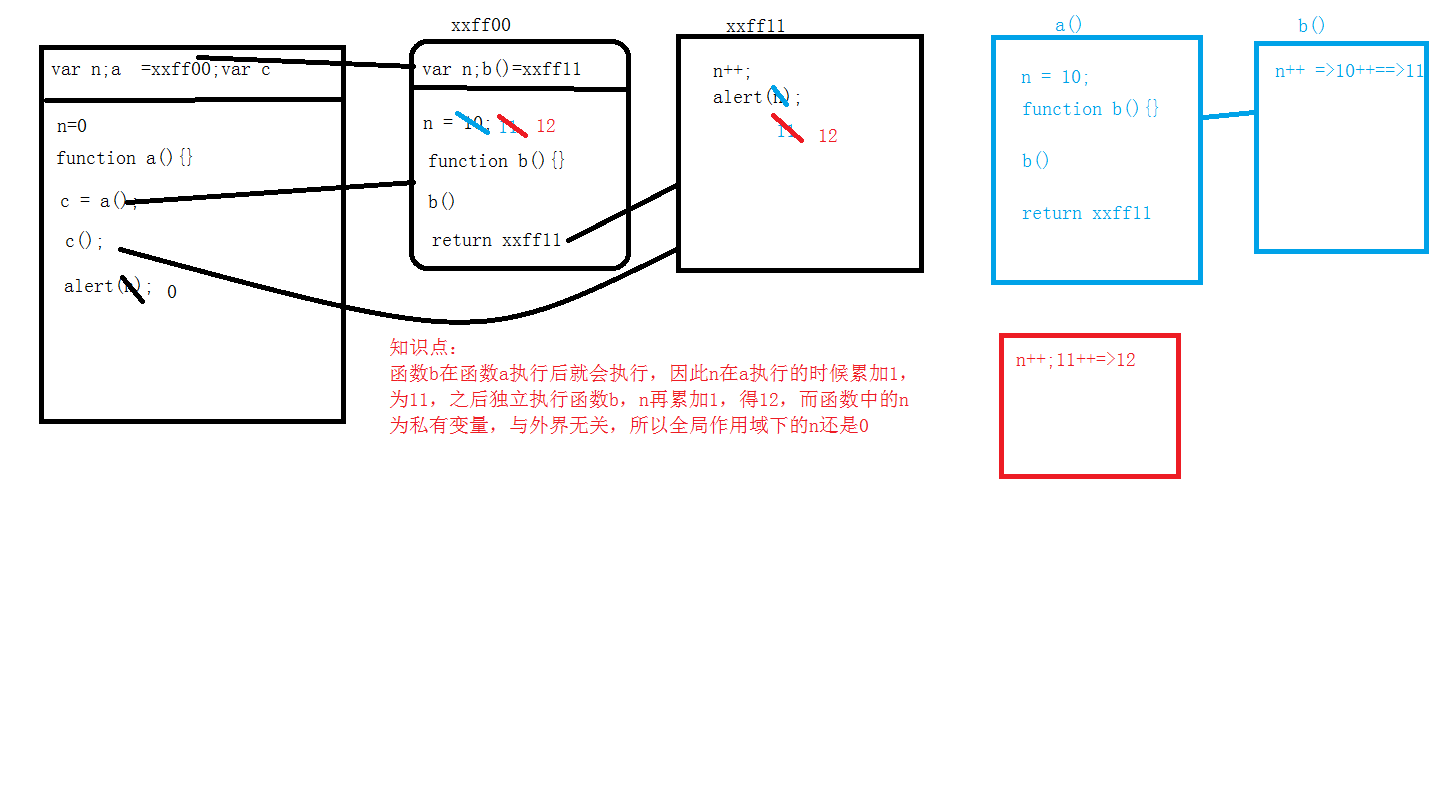 xxff00
xxff11
a()
b()
var n;a  =xxff00;var c
n=0
function a(){}
c = a();
c();
alert(n);  0
var n;b()=xxff11
n = 10; 11 12
function b(){}
b()
return xxff11
n++;
alert(n);
11 12
n = 10;
function b(){}
b()
return xxff11
n++ =>10++==>11
知识点：
函数b在函数a执行后就会执行，因此n在a执行的时候累加1，
为11，之后独立执行函数b，n再累加1，得12，而函数中的n
为私有变量，与外界无关，所以全局作用域下的n还是0
n++;11++=>12